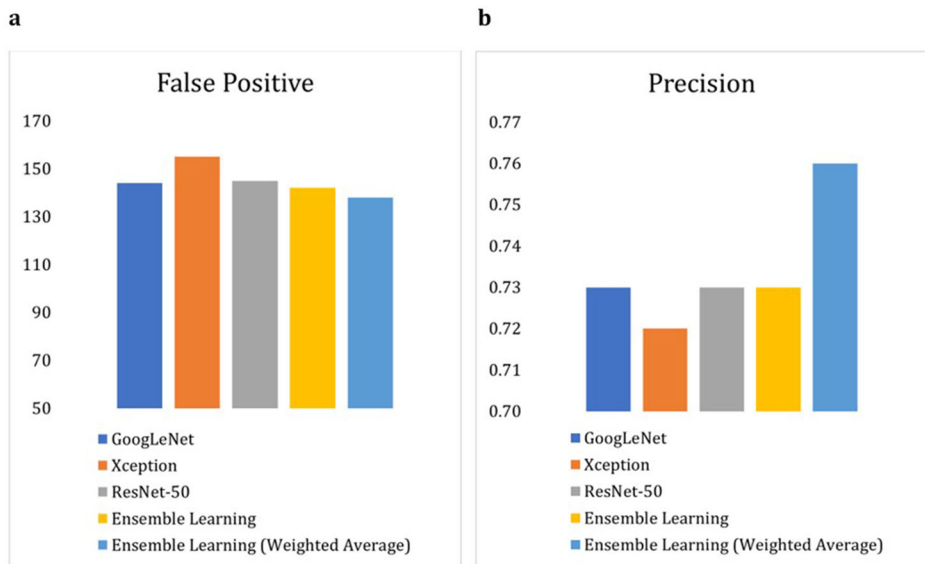 a
False Positive
170
150
130
110
90
70
50
GoogLeNet
Xception
ResNet-50
Ensemble Learning
Ensemble Learning (Weighted Average)
b
Precision
0.77
0.76
0.75
0.74
0.73
0.72
0.71
0.70
GoogLeNet
Xception
ResNet-50
Ensemble Learning
Ensemble Learning (Weighted Average)